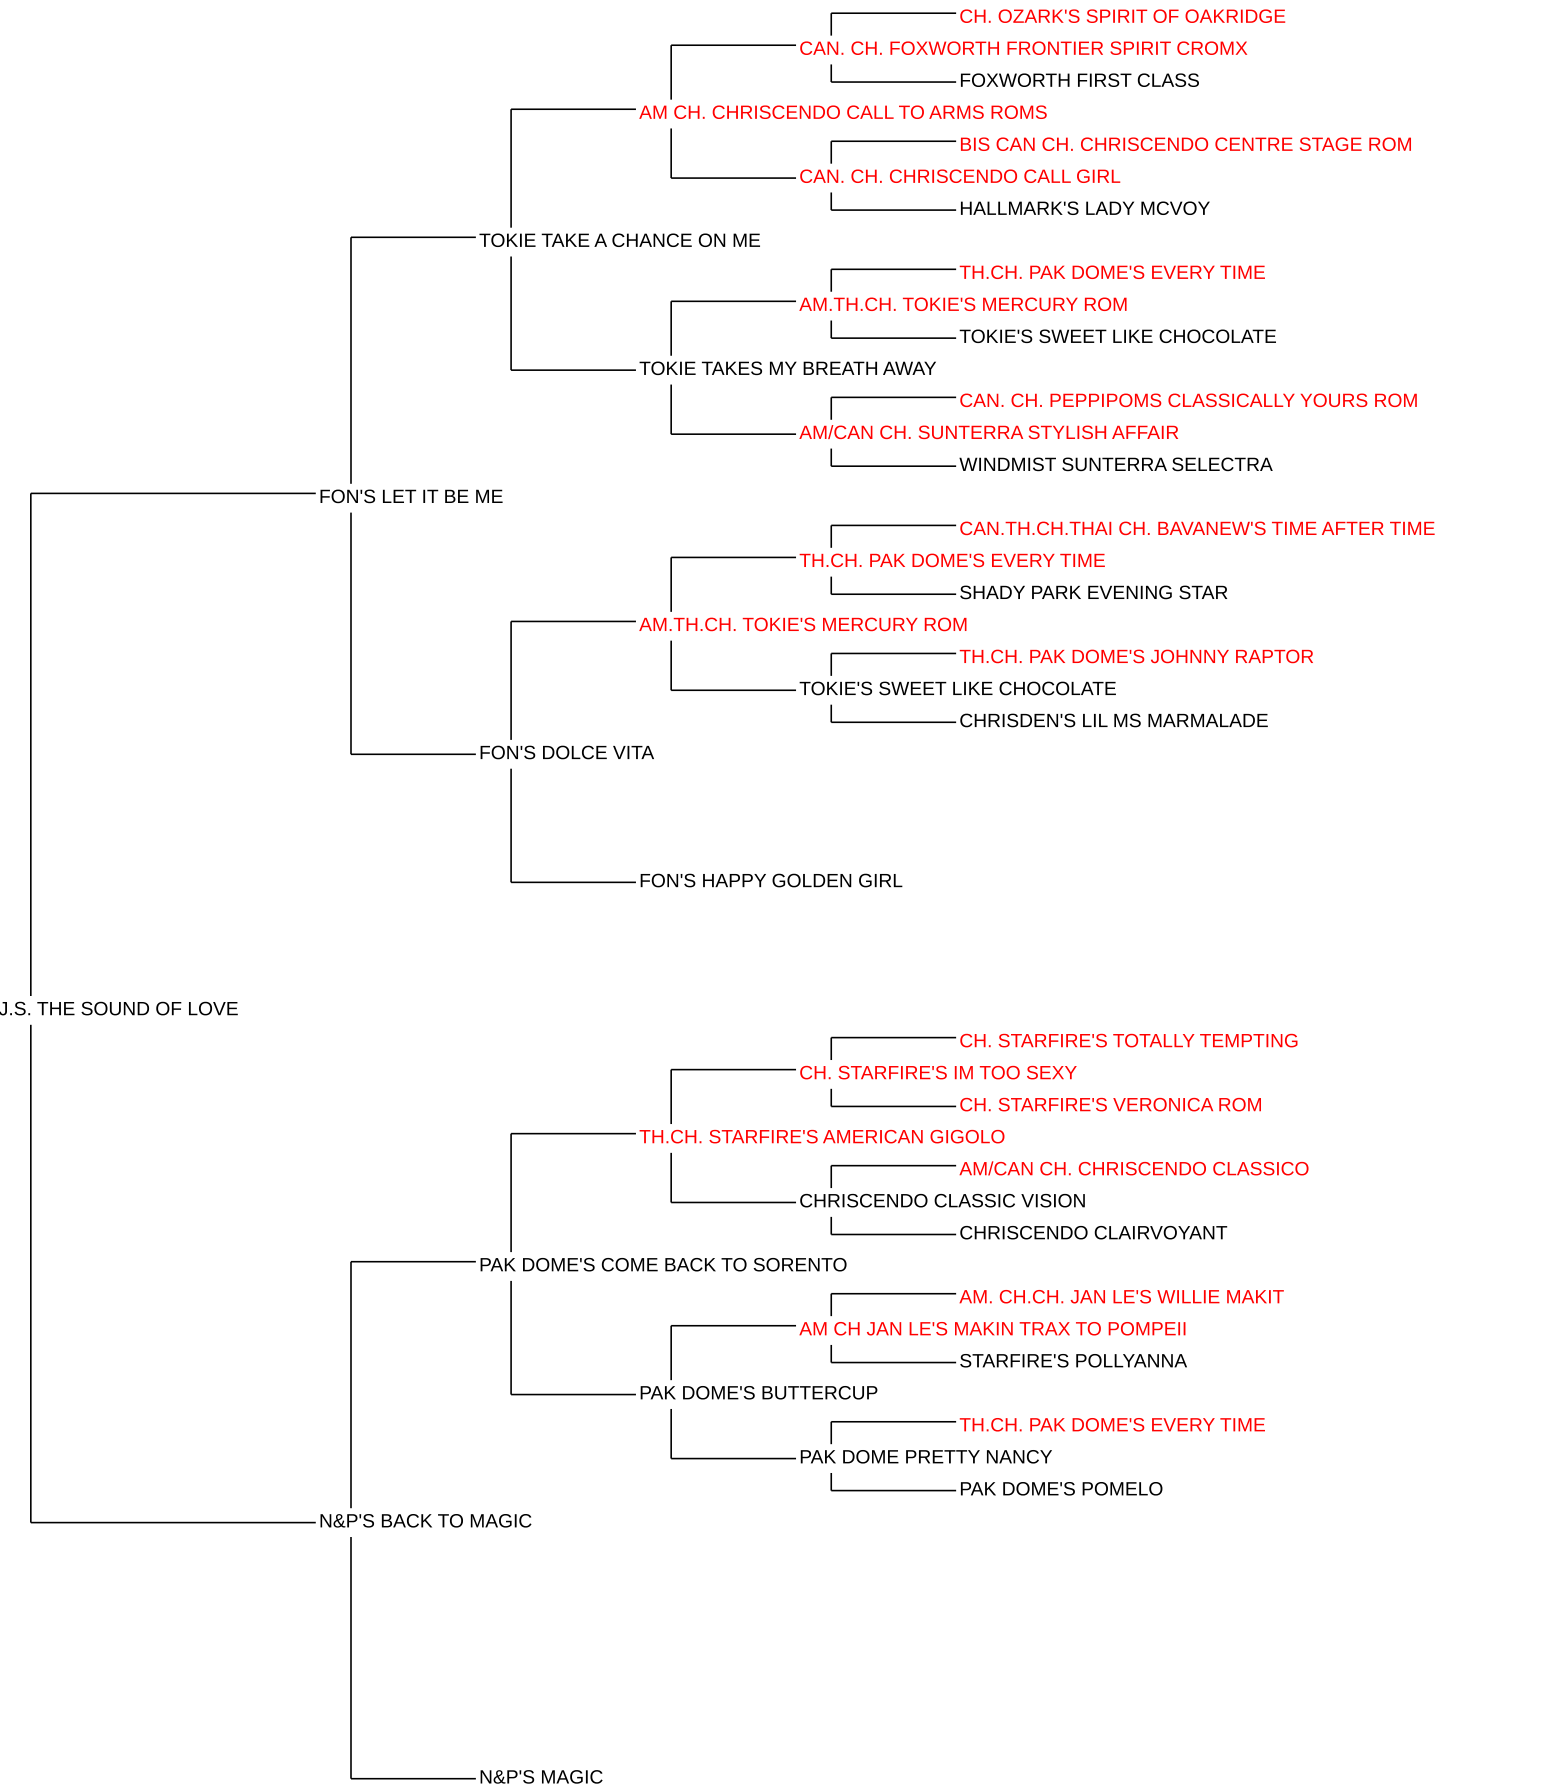 CH. OZARK'S SPIRIT OF OAKRIDGE
CAN. CH. FOXWORTH FRONTIER SPIRIT CROMX
FOXWORTH FIRST CLASS
AM CH. CHRISCENDO CALL TO ARMS ROMS
BIS CAN CH. CHRISCENDO CENTRE STAGE ROM
CAN. CH. CHRISCENDO CALL GIRL
HALLMARK'S LADY MCVOY
TOKIE TAKE A CHANCE ON ME
TH.CH. PAK DOME'S EVERY TIME
AM.TH.CH. TOKIE'S MERCURY ROM
TOKIE'S SWEET LIKE CHOCOLATE
TOKIE TAKES MY BREATH AWAY
CAN. CH. PEPPIPOMS CLASSICALLY YOURS ROM
AM/CAN CH. SUNTERRA STYLISH AFFAIR
WINDMIST SUNTERRA SELECTRA
FON'S LET IT BE ME
CAN.TH.CH.THAI CH. BAVANEW'S TIME AFTER TIME
TH.CH. PAK DOME'S EVERY TIME
SHADY PARK EVENING STAR
AM.TH.CH. TOKIE'S MERCURY ROM
TH.CH. PAK DOME'S JOHNNY RAPTOR
TOKIE'S SWEET LIKE CHOCOLATE
CHRISDEN'S LIL MS MARMALADE
FON'S DOLCE VITA
FON'S HAPPY GOLDEN GIRL
J.S. THE SOUND OF LOVE
CH. STARFIRE'S TOTALLY TEMPTING
CH. STARFIRE'S IM TOO SEXY
CH. STARFIRE'S VERONICA ROM
TH.CH. STARFIRE'S AMERICAN GIGOLO
AM/CAN CH. CHRISCENDO CLASSICO
CHRISCENDO CLASSIC VISION
CHRISCENDO CLAIRVOYANT
PAK DOME'S COME BACK TO SORENTO
AM. CH.CH. JAN LE'S WILLIE MAKIT
AM CH JAN LE'S MAKIN TRAX TO POMPEII
STARFIRE'S POLLYANNA
PAK DOME'S BUTTERCUP
TH.CH. PAK DOME'S EVERY TIME
PAK DOME PRETTY NANCY
PAK DOME'S POMELO
N&P'S BACK TO MAGIC
N&P'S MAGIC